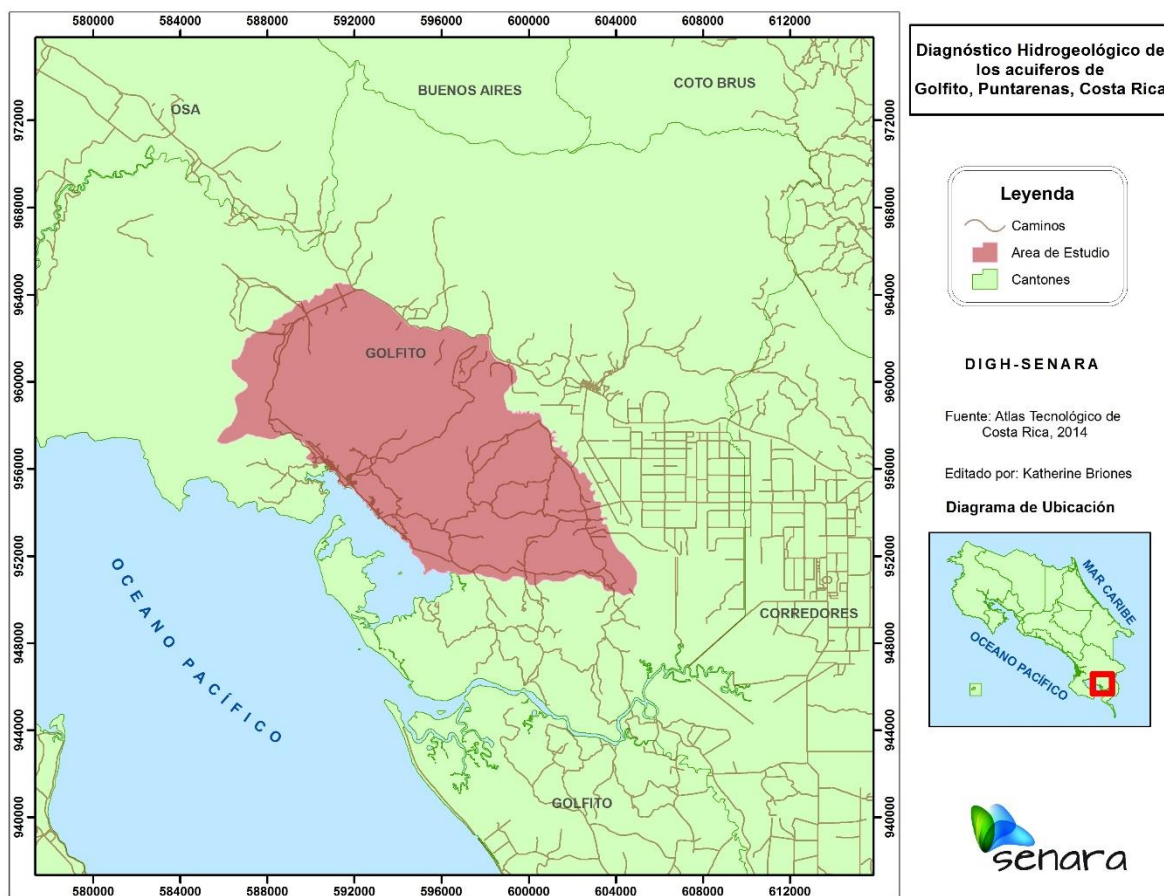 580000 584000 588000 592000 596000 600000 604000 608000 612000
972000
968000
964000
960000
956000
952000
948000
944000
940000
OSA
BUENOS AIRES
COTO BRUS
GOLFITO
CORREDORES
GOLFITO
OCEANO PACÍFICO
972000
968000
964000
960000
956000
952000
948000
944000
940000
580000 584000 588000 592000 596000 600000 604000 608000 612000
Diagnóstico Hidrogeológico de
los acuiferos de
Golfito, Puntarenas, Costa Rica
Leyenda
Caminos
Area de Estudio
Cantones
DIGH-SENARA
Fuente: Atlas Tecnológico de
Costa Rica, 2014
Editado por: Katherine Briones
Diagrama de Ubicación
MAR CARIBE
OCEANO PACÍFICO
senara